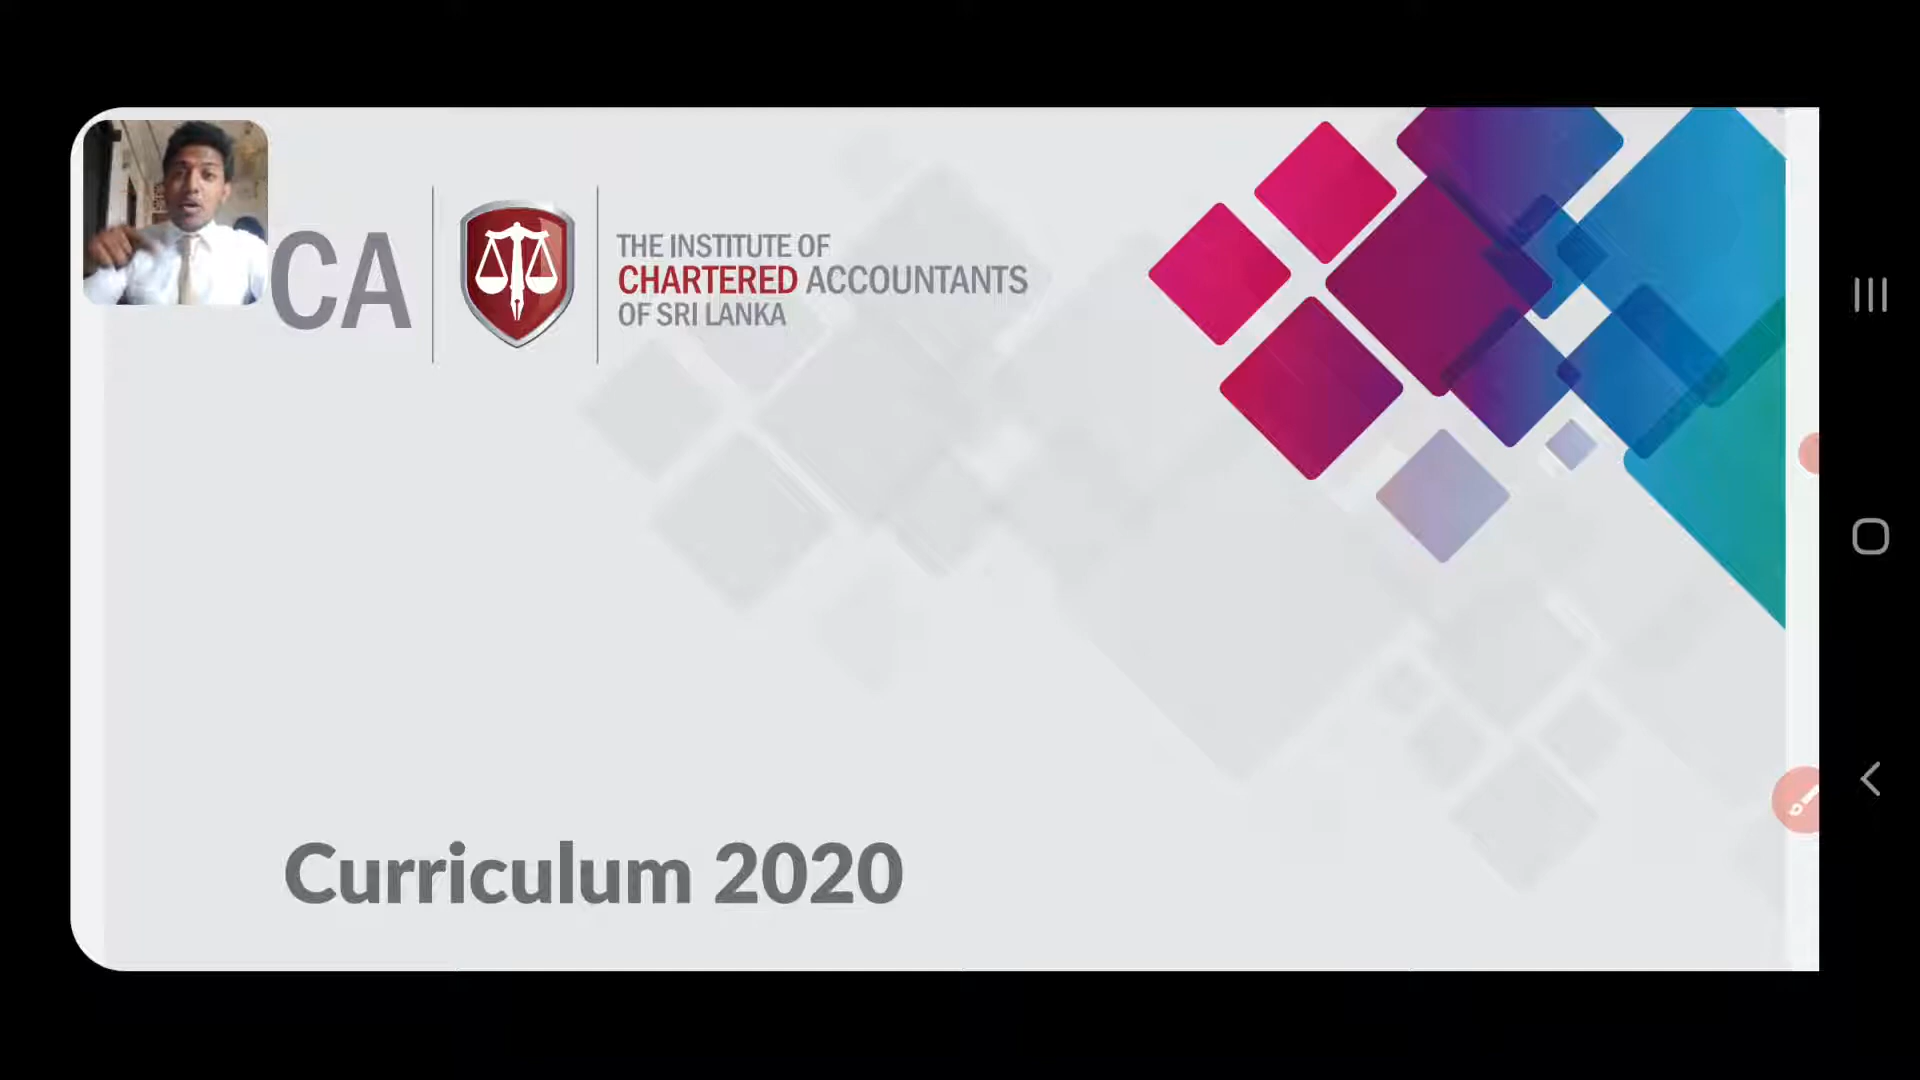 CA
THE INSTITUTE OF
CHARTERED ACCOUNTANTS
OF SRI LANKA
Curriculum 2020